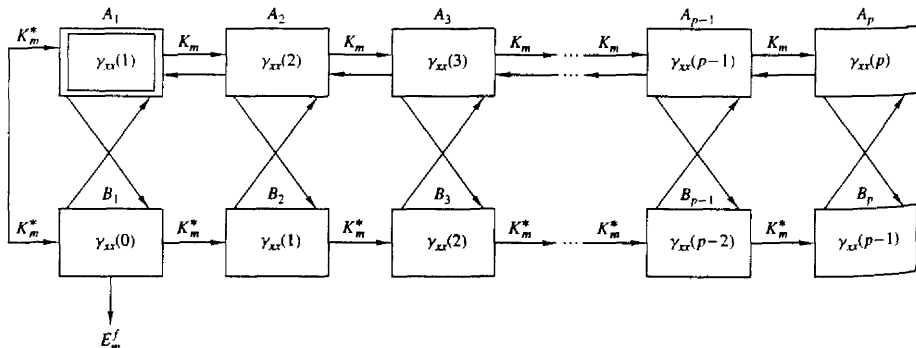 A₁ A₂ A₃ Aₚ₋₁ Aₚ
K*ₘ Kₘ Kₘ Kₘ ... Kₘ Kₘ
γₓₓ(1) γₓₓ(2) γₓₓ(3) γₓₓ(p−1) γₓₓ(p)
...
B₁ B₂ B₃ Bₚ₋₁ Bₚ
K*ₘ K*ₘ K*ₘ K*ₘ ... K*ₘ K*ₘ
γₓₓ(0) γₓₓ(1) γₓₓ(2) γₓₓ(p−2) γₓₓ(p−1)
Eᶠₘ